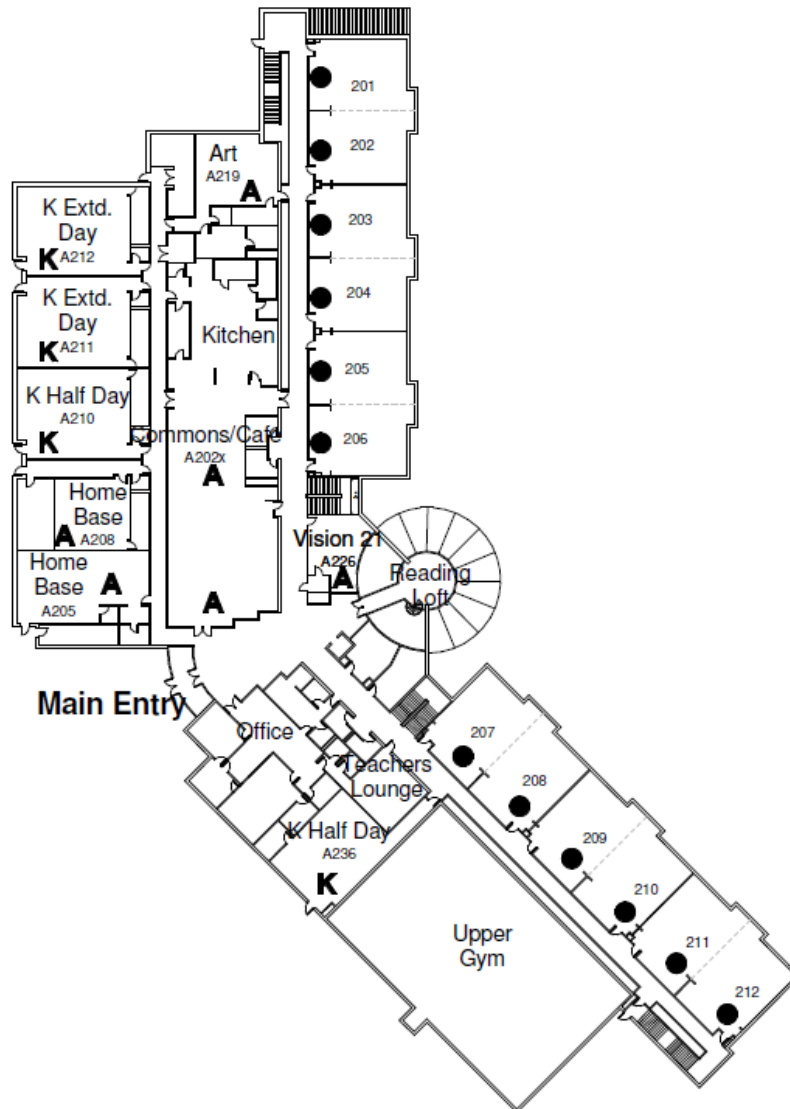 201
202
Art
A219
A
K Extd.
Day
A212
K
203
204
K Extd.
Day
A211
K
Kitchen
205
K Half Day
A210
K
206
Commons/Café
A202x
A
Home
Base
A208
A
Home
Base
A205
A
A
Vision 21
A226
A
Reading
Loft
Main Entry
Office
Teachers
Lounge
K Half Day
A236
K
207
208
209
210
211
212
Upper
Gym